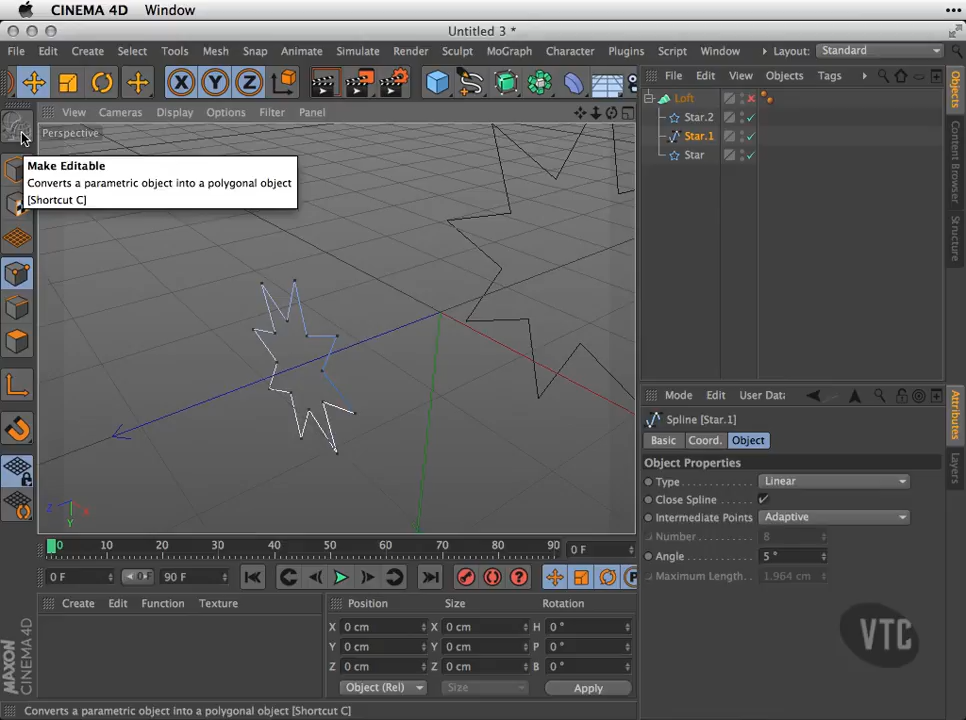 CINEMA 4D Window
Untitled 3 *
File Edit Create Select Tools Mesh Snap Animate Simulate Render Sculpt MoGraph Character Plugins Script Window Layout: Standard
X Y Z
File Edit View Objects Tags
View Cameras Display Options Filter Panel
Perspective
Loft
Star.2
Star.1
Star
Make Editable
Converts a parametric object into a polygonal object
[Shortcut C]
Objects
Content Browser
Structure
Mode Edit User Data
Spline [Star.1]
Basic Coord. Object
Object Properties
Type Linear
Close Spline
Intermediate Points Adaptive
Number 8
Angle 5 °
Maximum Length 1.964 cm
Attributes
Layers
Z X
Y
0 10 20 30 40 50 60 70 80 90 0 F
0 F 0 F 90 F
Create Edit Function Texture
Position Size Rotation
X 0 cm X 0 cm H 0 °
Y 0 cm Y 0 cm P 0 °
Z 0 cm Z 0 cm B 0 °
Object (Rel) Size Apply
MAXON
CINEMA 4D
VTC
Converts a parametric object into a polygonal object [Shortcut C]